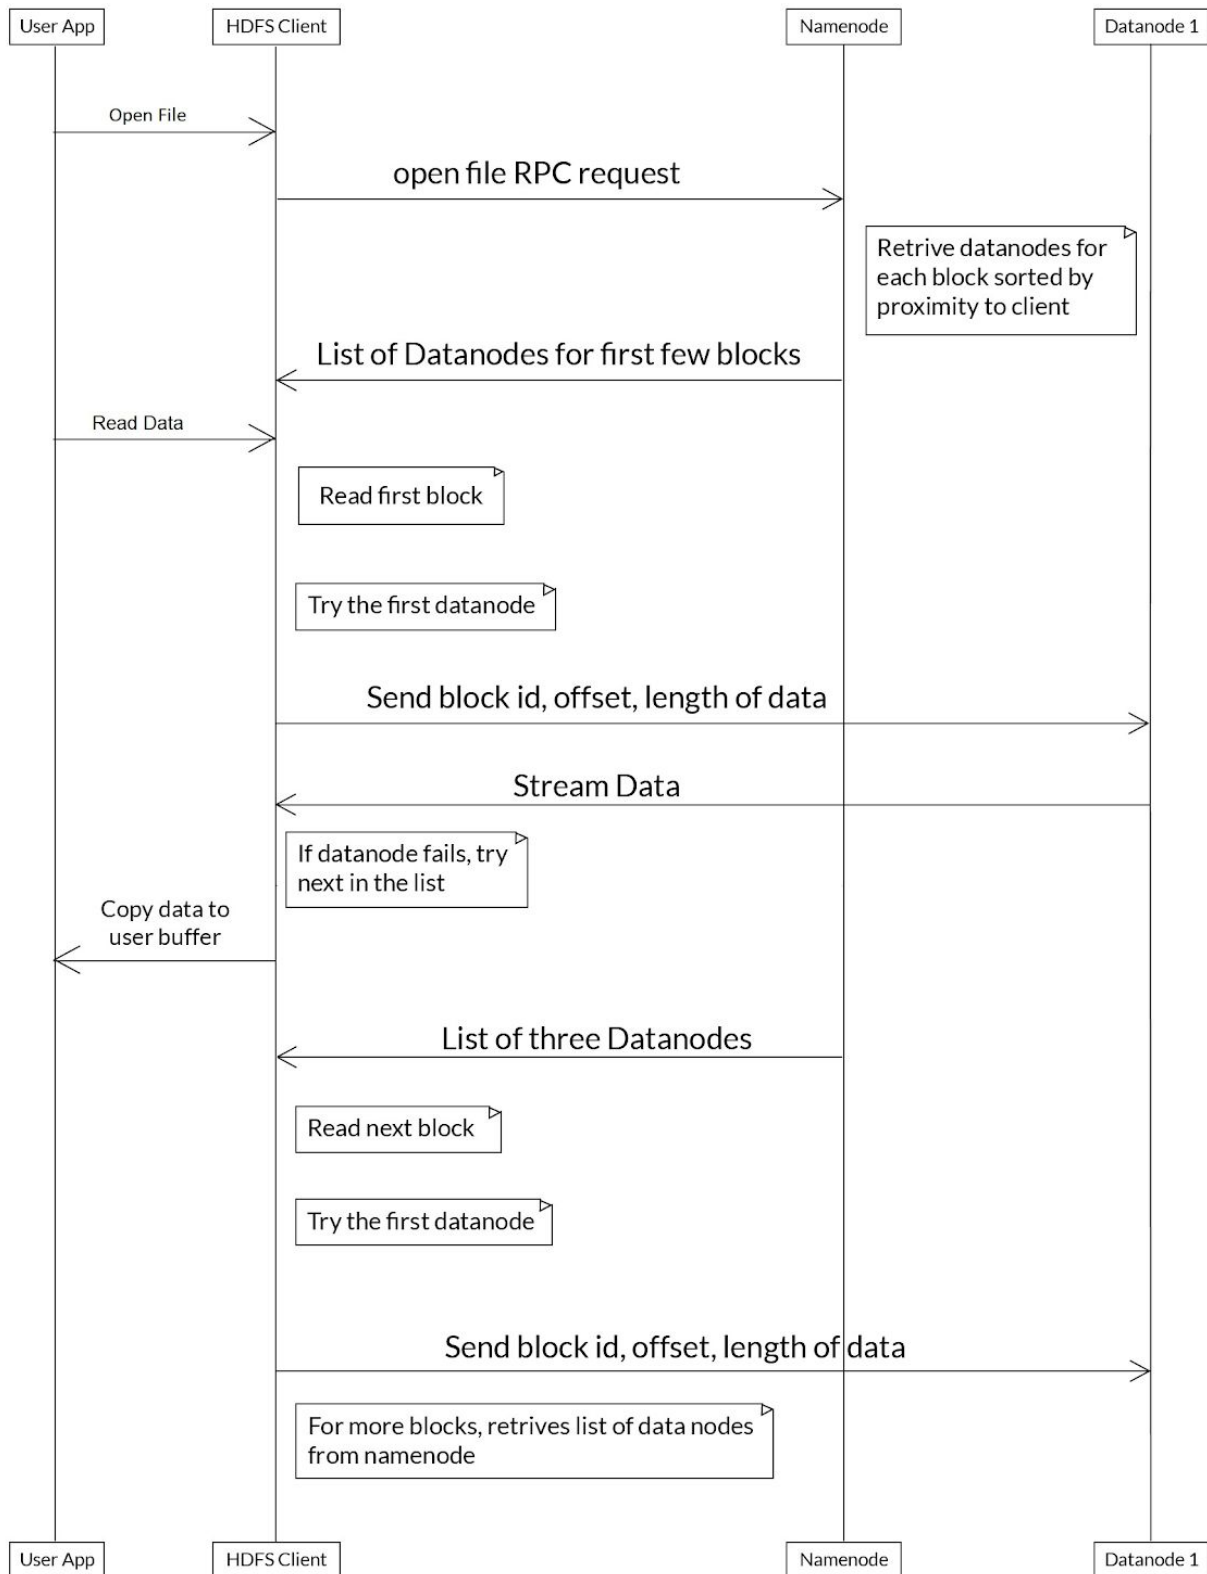 User App
HDFS Client
Namenode
Datanode 1
Open File
open file RPC request
Retrive datanodes for
each block sorted by
proximity to client
List of Datanodes for first few blocks
Read Data
Read first block
Try the first datanode
Send block id, offset, length of data
Stream Data
If datanode fails, try
next in the list
Copy data to
user buffer
List of three Datanodes
Read next block
Try the first datanode
Send block id, offset, length of data
For more blocks, retrives list of data nodes
from namenode
User App
HDFS Client
Namenode
Datanode 1